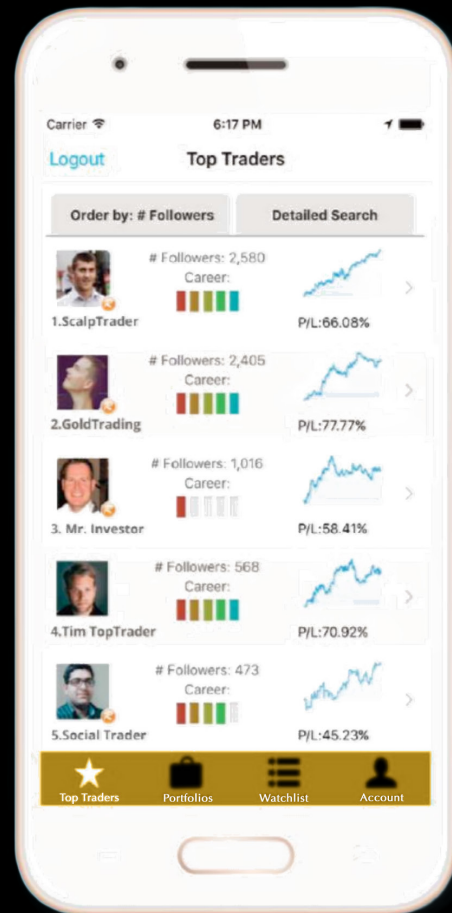 Carrier 6:17 PM
Logout Top Traders
Order by: # Followers Detailed Search
# Followers: 2,580
Career:
1.ScalpTrader P/L:66.08%
# Followers: 2,405
Career:
2.GoldTrading P/L:77.77%
# Followers: 1,016
Career:
3. Mr. Investor P/L:58.41%
# Followers: 568
Career:
4.Tim TopTrader P/L:70.92%
# Followers: 473
Career:
5.Social Trader P/L:45.23%
Top Traders Portfolios Watchlist Account